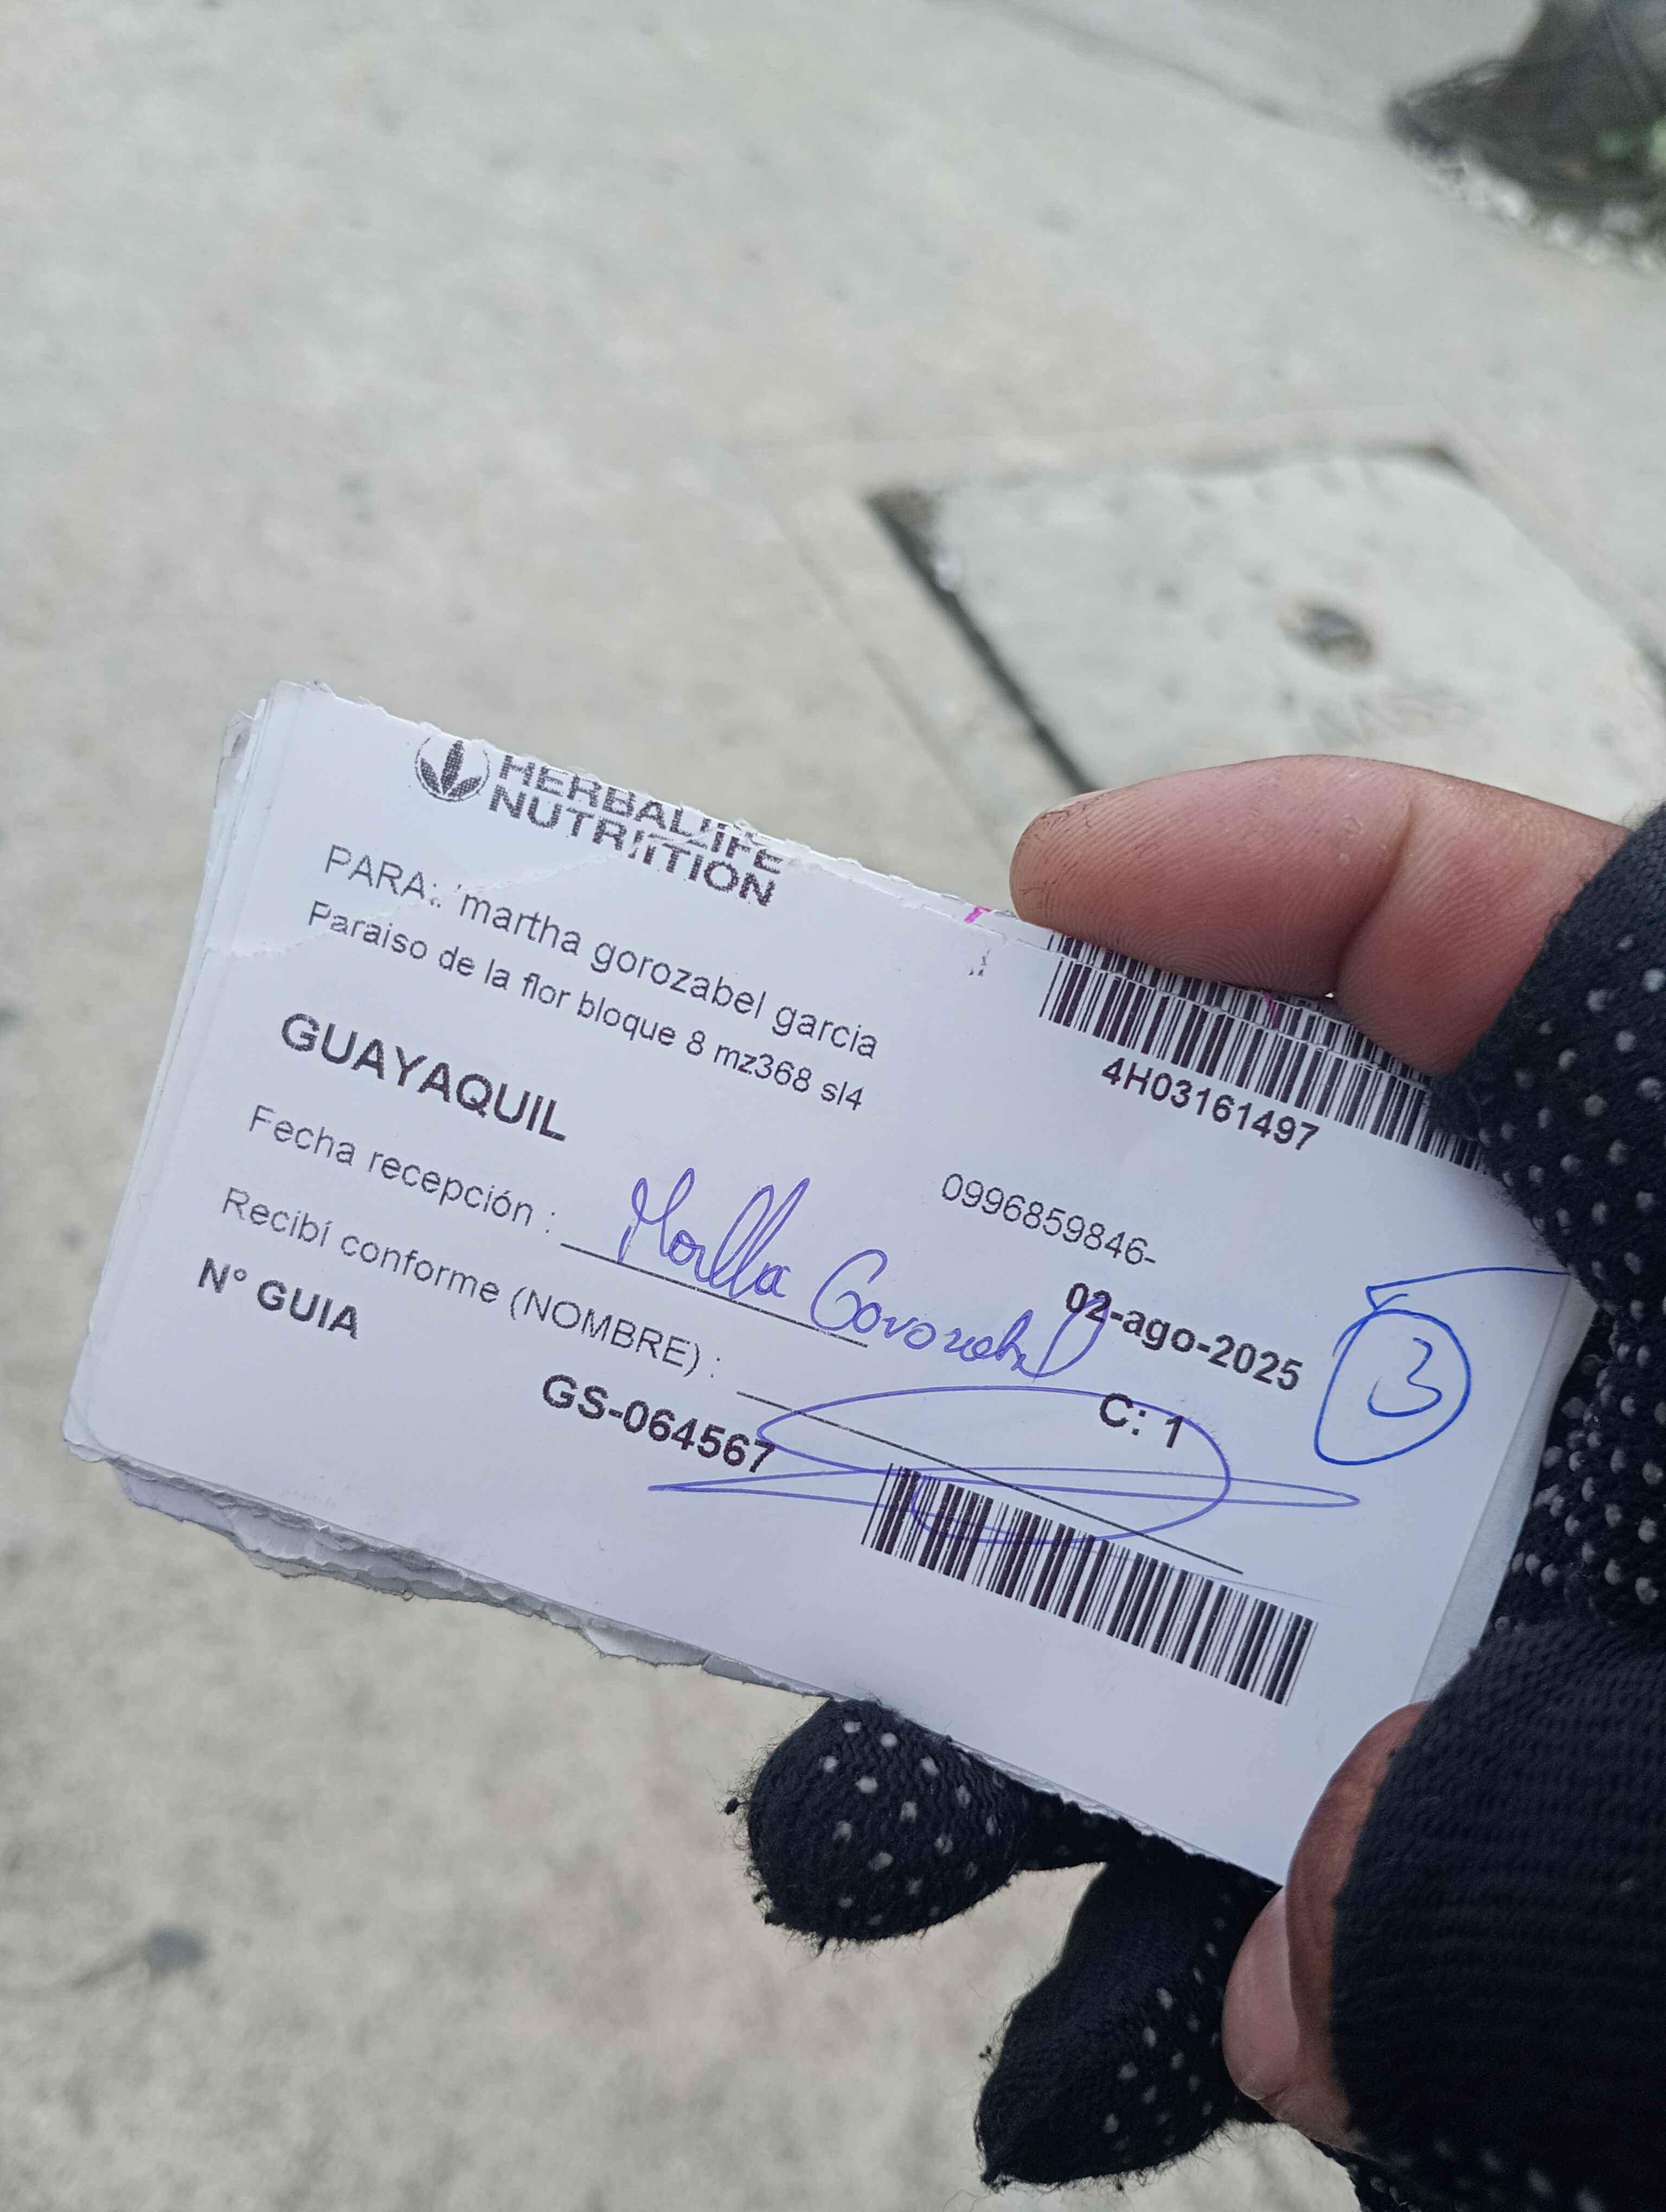 HERBALIFE
NUTRITION
PARA: martha gorozabel garcia
Paraiso de la flor bloque 8 mz368 sl4
4H03161497
GUAYAQUIL
0996859846-
Fecha recepción :
02-ago-2025
Recibí conforme (NOMBRE) :
C: 1
3
N° GUIA
GS-064567